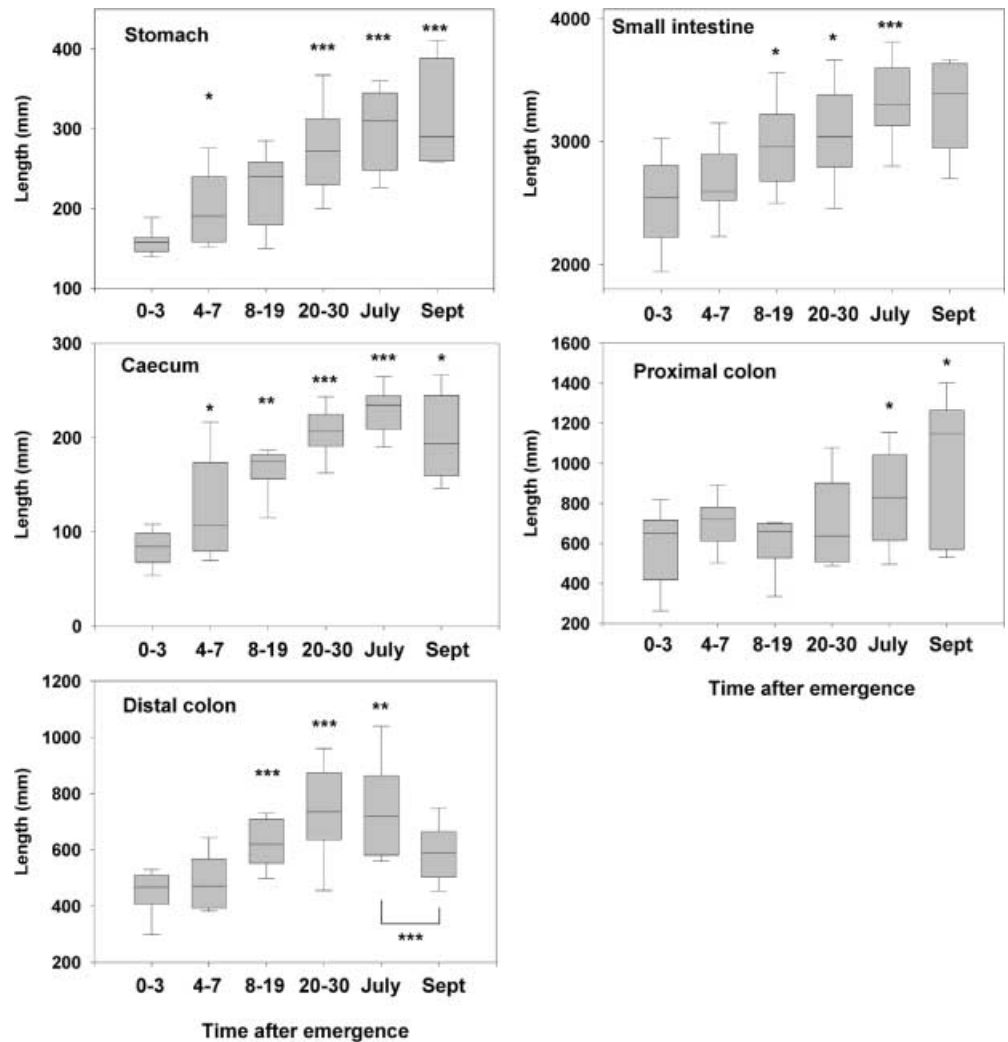 Stomach
Length (mm)
400
300
200
100
*
***
***
***
0-3 4-7 8-19 20-30 July Sept
Small intestine
Length (mm)
4000
3000
2000
*
*
***
0-3 4-7 8-19 20-30 July Sept
Caecum
Length (mm)
300
200
100
0
*
**
***
***
*
0-3 4-7 8-19 20-30 July Sept
Proximal colon
Length (mm)
1600
1400
1200
1000
800
600
400
200
*
*
0-3 4-7 8-19 20-30 July Sept
Time after emergence
Distal colon
Length (mm)
1200
1000
800
600
400
200
***
***
**
***
0-3 4-7 8-19 20-30 July Sept
Time after emergence